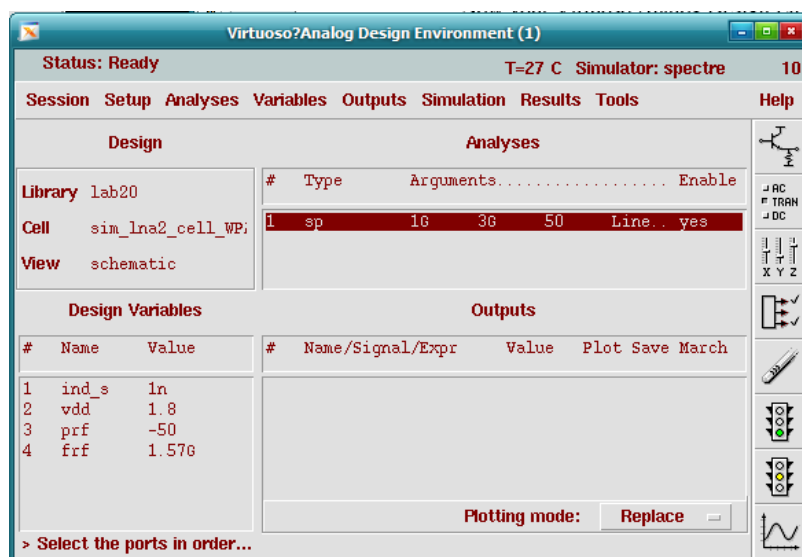 Virtuoso?Analog Design Environment (1)
Status: Ready T=27 C Simulator: spectre 10
Session Setup Analyses Variables Outputs Simulation Results Tools Help
Design
Analyses
Library lab20
Cell sim_lna2_cell_WP
View schematic
# Type Arguments.................. Enable
1 sp 1G 3G 50 Line.. yes
AC
TRAN
DC
X Y Z
Design Variables
Outputs
# Name Value
# Name/Signal/Expr Value Plot Save March
1 ind_s 1n
2 vdd 1.8
3 prf -50
4 frf 1.57G
Plotting mode: Replace
> Select the ports in order...